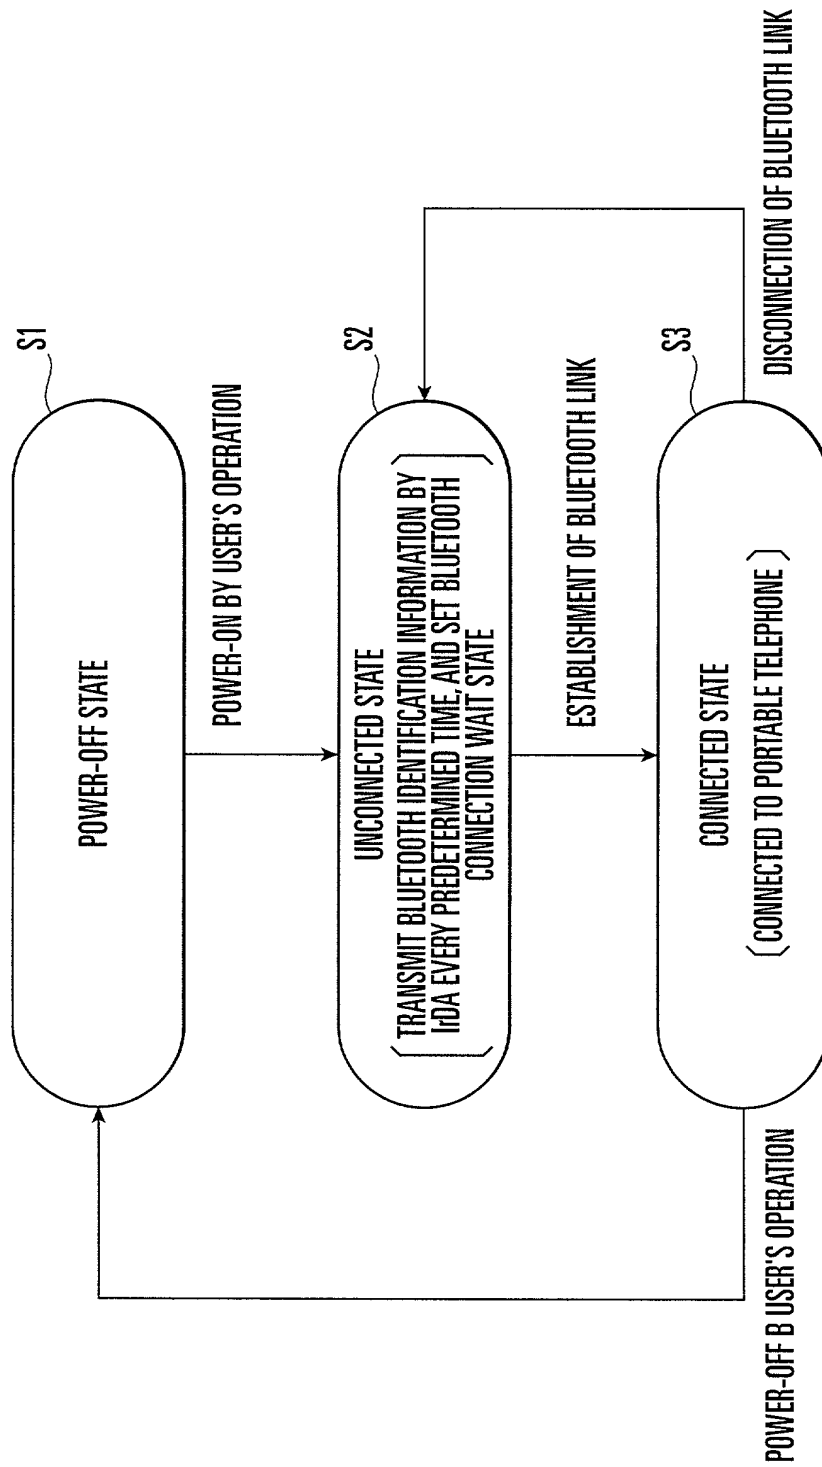 S1
POWER-OFF STATE
POWER-ON BY USER'S OPERATION
S2
UNCONNECTED STATE
TRANSMIT BLUETOOTH IDENTIFICATION INFORMATION BY
IrDA EVERY PREDETERMINED TIME, AND SET BLUETOOTH
CONNECTION WAIT STATE
ESTABLISHMENT OF BLUETOOTH LINK
S3
CONNECTED STATE
(CONNECTED TO PORTABLE TELEPHONE)
POWER-OFF B USER'S OPERATION
DISCONNECTION OF BLUETOOTH LINK